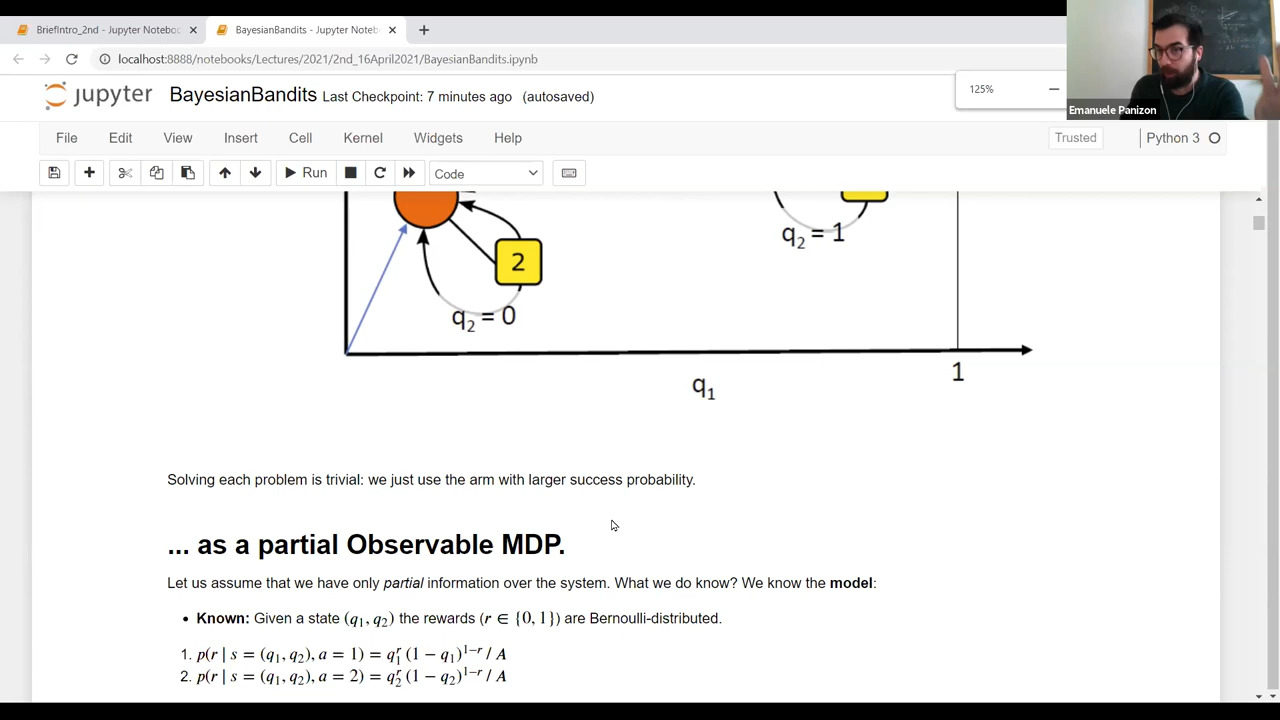 BriefIntro_2nd - Jupyter Notebo
BayesianBandits - Jupyter Noteb
localhost:8888/notebooks/Lectures/2021/2nd_16April2021/BayesianBandits.ipynb
125%
Emanuele Panizon
jupyter BayesianBandits Last Checkpoint: 7 minutes ago (autosaved)
File Edit View Insert Cell Kernel Widgets Help
Trusted
Python 3
Run
Code
2
q₂ = 0
q₂ = 1
1
q₁
Solving each problem is trivial: we just use the arm with larger success probability.
... as a partial Observable MDP.
Let us assume that we have only partial information over the system. What we do know? We know the model:
• Known: Given a state (q₁, q₂) the rewards (r ∈ {0, 1}) are Bernoulli-distributed.
1. p(r | s = (q₁, q₂), a = 1) = q₁^r (1 − q₁)^{1−r} / A
2. p(r | s = (q₁, q₂), a = 2) = q₂^r (1 − q₂)^{1−r} / A